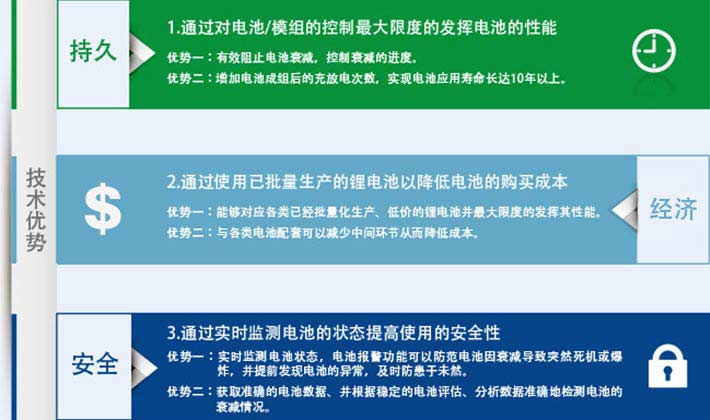 技术优势
持久
1.通过对电池/模组的控制最大限度的发挥电池的性能
优势一：有效阻止电池衰减，控制衰减的进度。
优势二：增加电池成组后的充放电次数，实现电池应用寿命长达10年以上。
$
2.通过使用已批量生产的锂电池以降低电池的购买成本
优势一：能够对应各类已经批量化生产、低价的锂电池并最大限度的发挥其性能。
优势二：与各类电池配套可以减少中间环节从而降低成本。
经济
安全
3.通过实时监测电池的状态提高使用的安全性
优势一：实时监测电池状态，电池报警功能可以防范电池因衰减导致突然死机或爆
炸，并提前发现电池的异常，及时防患于未然。
优势二：获取准确的电池数据、并根据稳定的电池评估、分析数据准确地检测电池的
衰减情况。